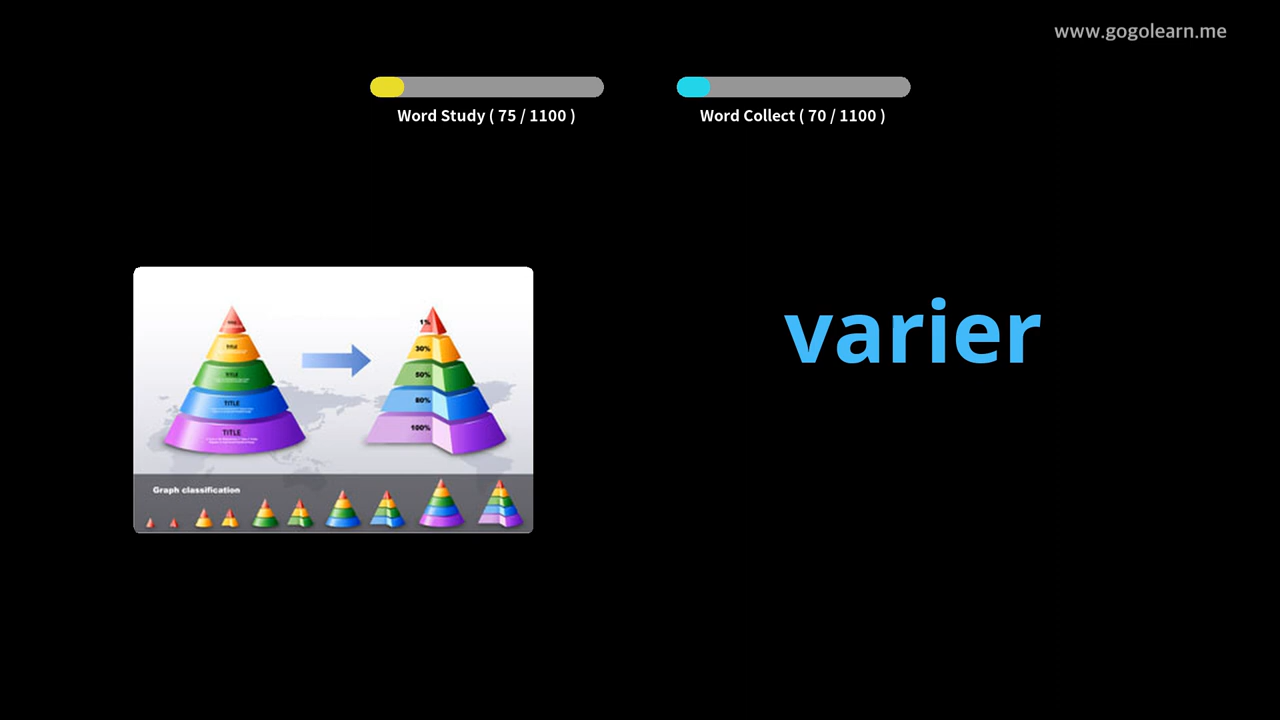 www.gogolearn.me
Word Study ( 75 / 1100 )
Word Collect ( 70 / 1100 )
varier
TITLE
TITLE
TITLE
TITLE
1%
30%
50%
80%
100%
Graph classification